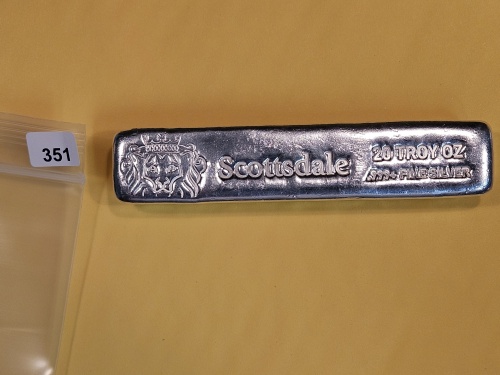 351
Scottsdale
20 TROY OZ
.999+ FINE SILVER